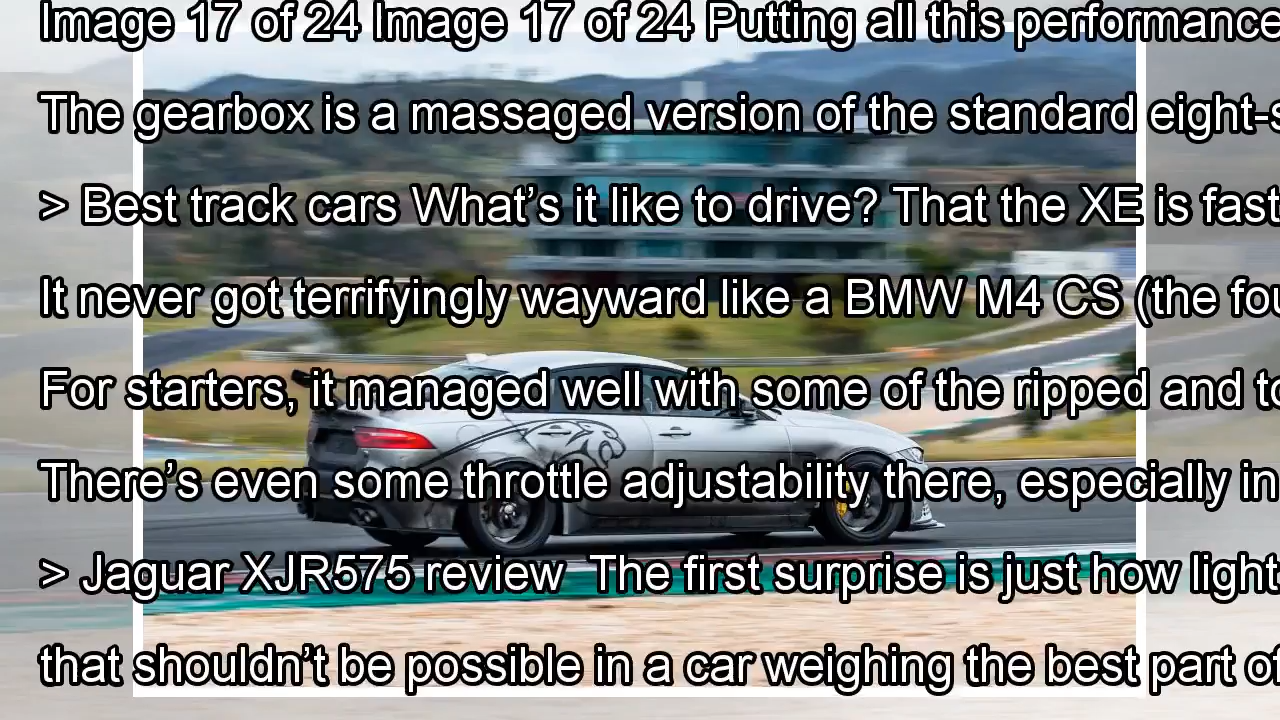 Image 17 of 24 Image 17 of 24 Putting all this performance
The gearbox is a massaged version of the standard eight-s
> Best track cars What’s it like to drive? That the XE is fast
It never got terrifyingly wayward like a BMW M4 CS (the fou
For starters, it managed well with some of the ripped and to
There’s even some throttle adjustability there, especially in
> Jaguar XJR575 review  The first surprise is just how light
that shouldn’t be possible in a car weighing the best part of